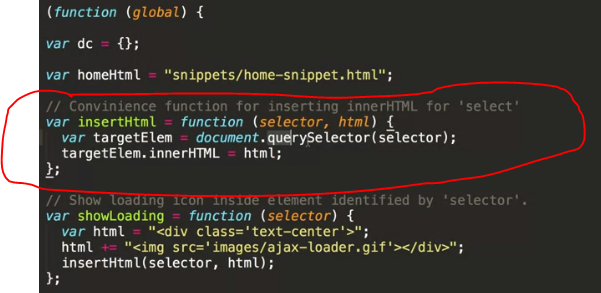 (function (global) {
var dc = {};
var homeHtml = "snippets/home-snippet.html";
// Convinience function for inserting innerHTML for 'select'
var insertHtml = function (selector, html) {
  var targetElem = document.querySelector(selector);
  targetElem.innerHTML = html;
};
// Show loading icon inside element identified by 'selector'.
var showLoading = function (selector) {
  var html = "<div class='text-center'>";
  html += "<img src='images/ajax-loader.gif'></div>";
  insertHtml(selector, html);
};